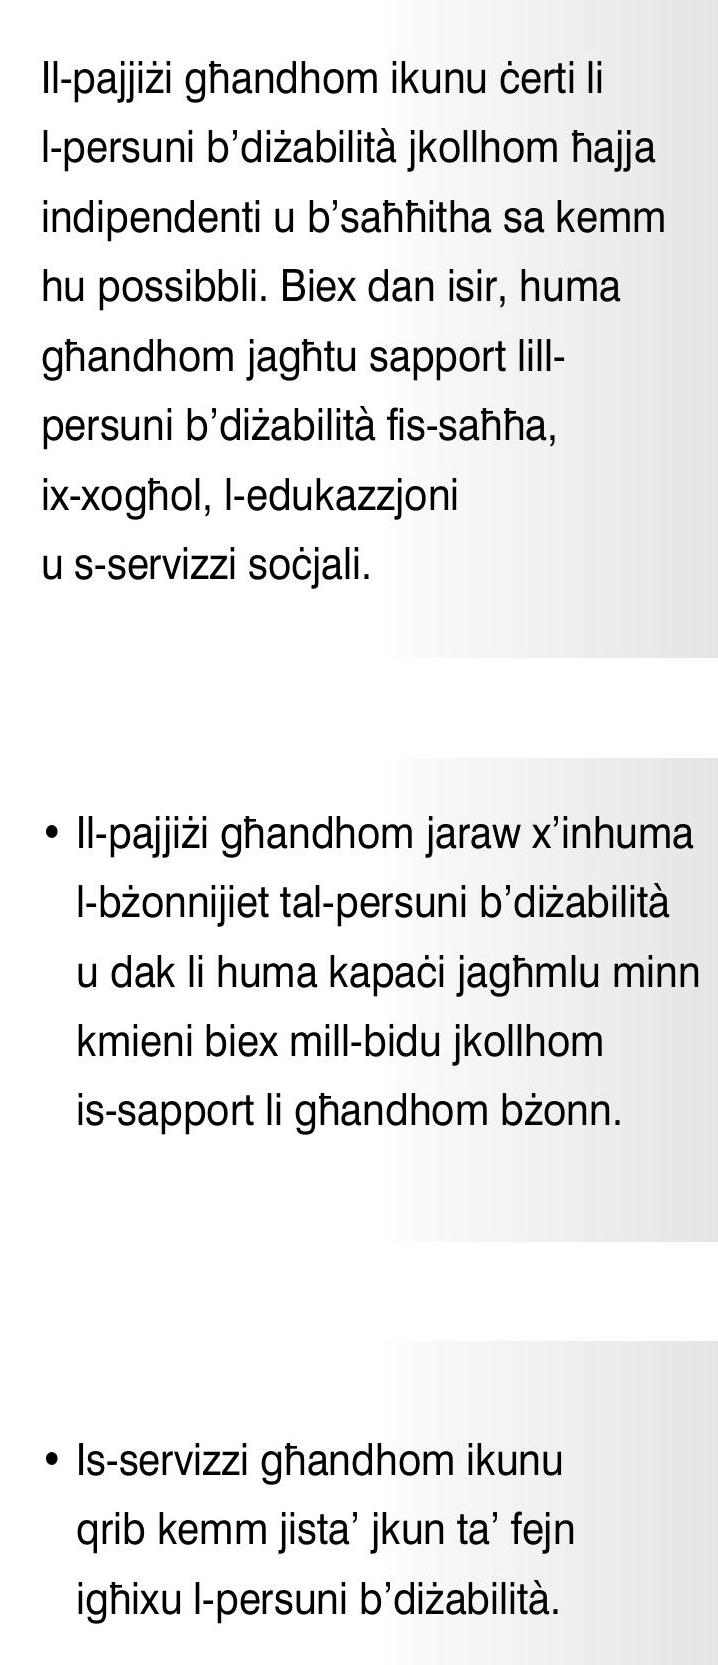 Il-pajjiżi għandhom ikunu ċerti li
l-persuni b’diżabilità jkollhom ħajja
indipendenti u b’saħħitha sa kemm
hu possibbli. Biex dan isir, huma
għandhom jagħtu sapport lill-
persuni b’diżabilità fis-saħħa,
ix-xogħol, l-edukazzjoni
u s-servizzi soċjali.
• Il-pajjiżi għandhom jaraw x’inhuma
l-bżonnijiet tal-persuni b’diżabilità
u dak li huma kapaċi jagħmlu minn
kmieni biex mill-bidu jkollhom
is-sapport li għandhom bżonn.
• Is-servizzi għandhom ikunu
qrib kemm jista’ jkun ta’ fejn
igħixu l-persuni b’diżabilità.